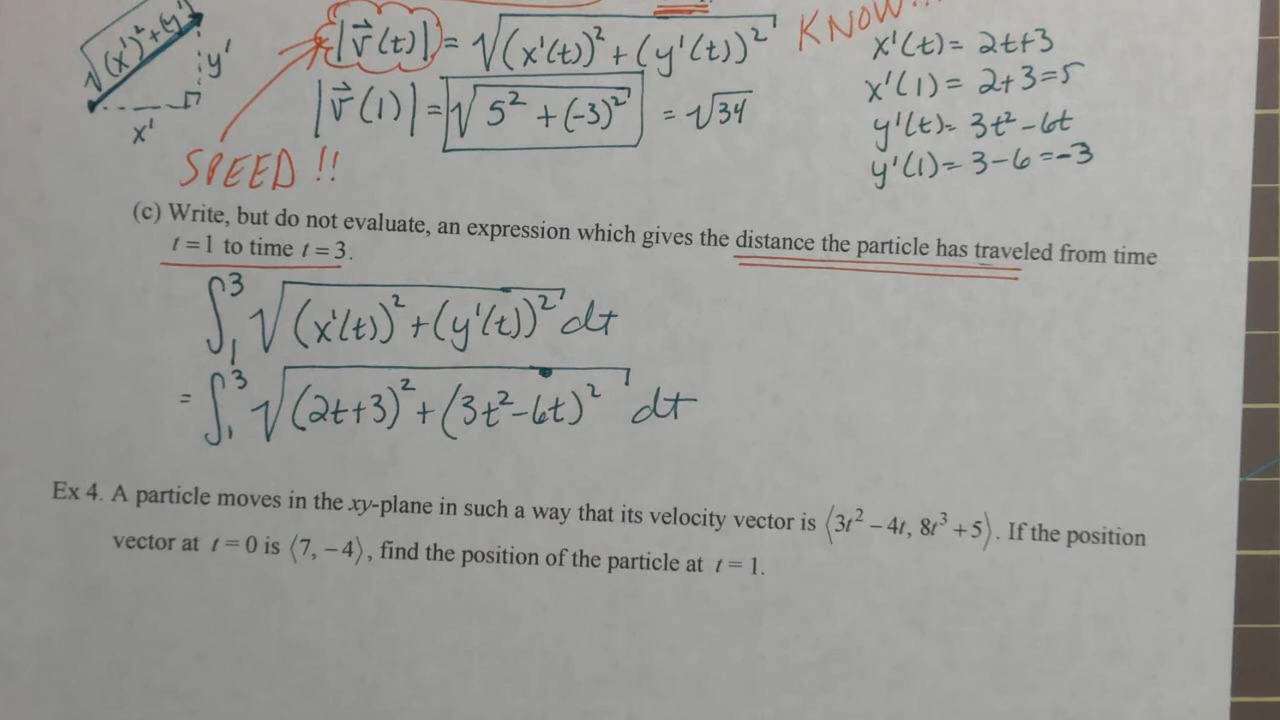 √(x')² + (y')
y'
x'
|v⃗(t)| = √(x'(t))² + (y'(t))²
KNOW!!
|v⃗(1)| = √5² + (-3)² = √34
SPEED !!
x'(t) = 2t+3
x'(1) = 2+3=5
y'(t) = 3t² - 6t
y'(1) = 3-6 = -3
(c) Write, but do not evaluate, an expression which gives the distance the particle has traveled from time
t = 1 to time t = 3.
∫₁³ √(x'(t))² + (y'(t))² dt
= ∫₁³ √(2t+3)² + (3t²-6t)² dt
Ex 4. A particle moves in the xy-plane in such a way that its velocity vector is ⟨3t² − 4t, 8t³ + 5⟩. If the position
vector at t = 0 is ⟨7, −4⟩, find the position of the particle at t = 1.